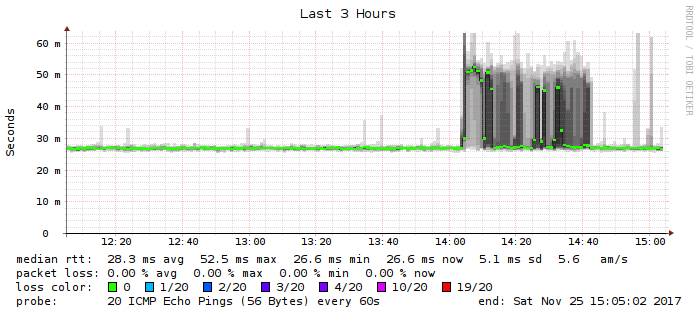 Last 3 Hours
RRDTOOL / TOBI OETIKER
Seconds
60 m
50 m
40 m
30 m
20 m
10 m
0
12:20 12:40 13:00 13:20 13:40 14:00 14:20 14:40 15:00
median rtt: 28.3 ms avg 52.5 ms max 26.6 ms min 26.6 ms now 5.1 ms sd 5.6 am/s
packet loss: 0.00 % avg 0.00 % max 0.00 % min 0.00 % now
loss color: 0 1/20 2/20 3/20 4/20 10/20 19/20
probe: 20 ICMP Echo Pings (56 Bytes) every 60s end: Sat Nov 25 15:05:02 2017